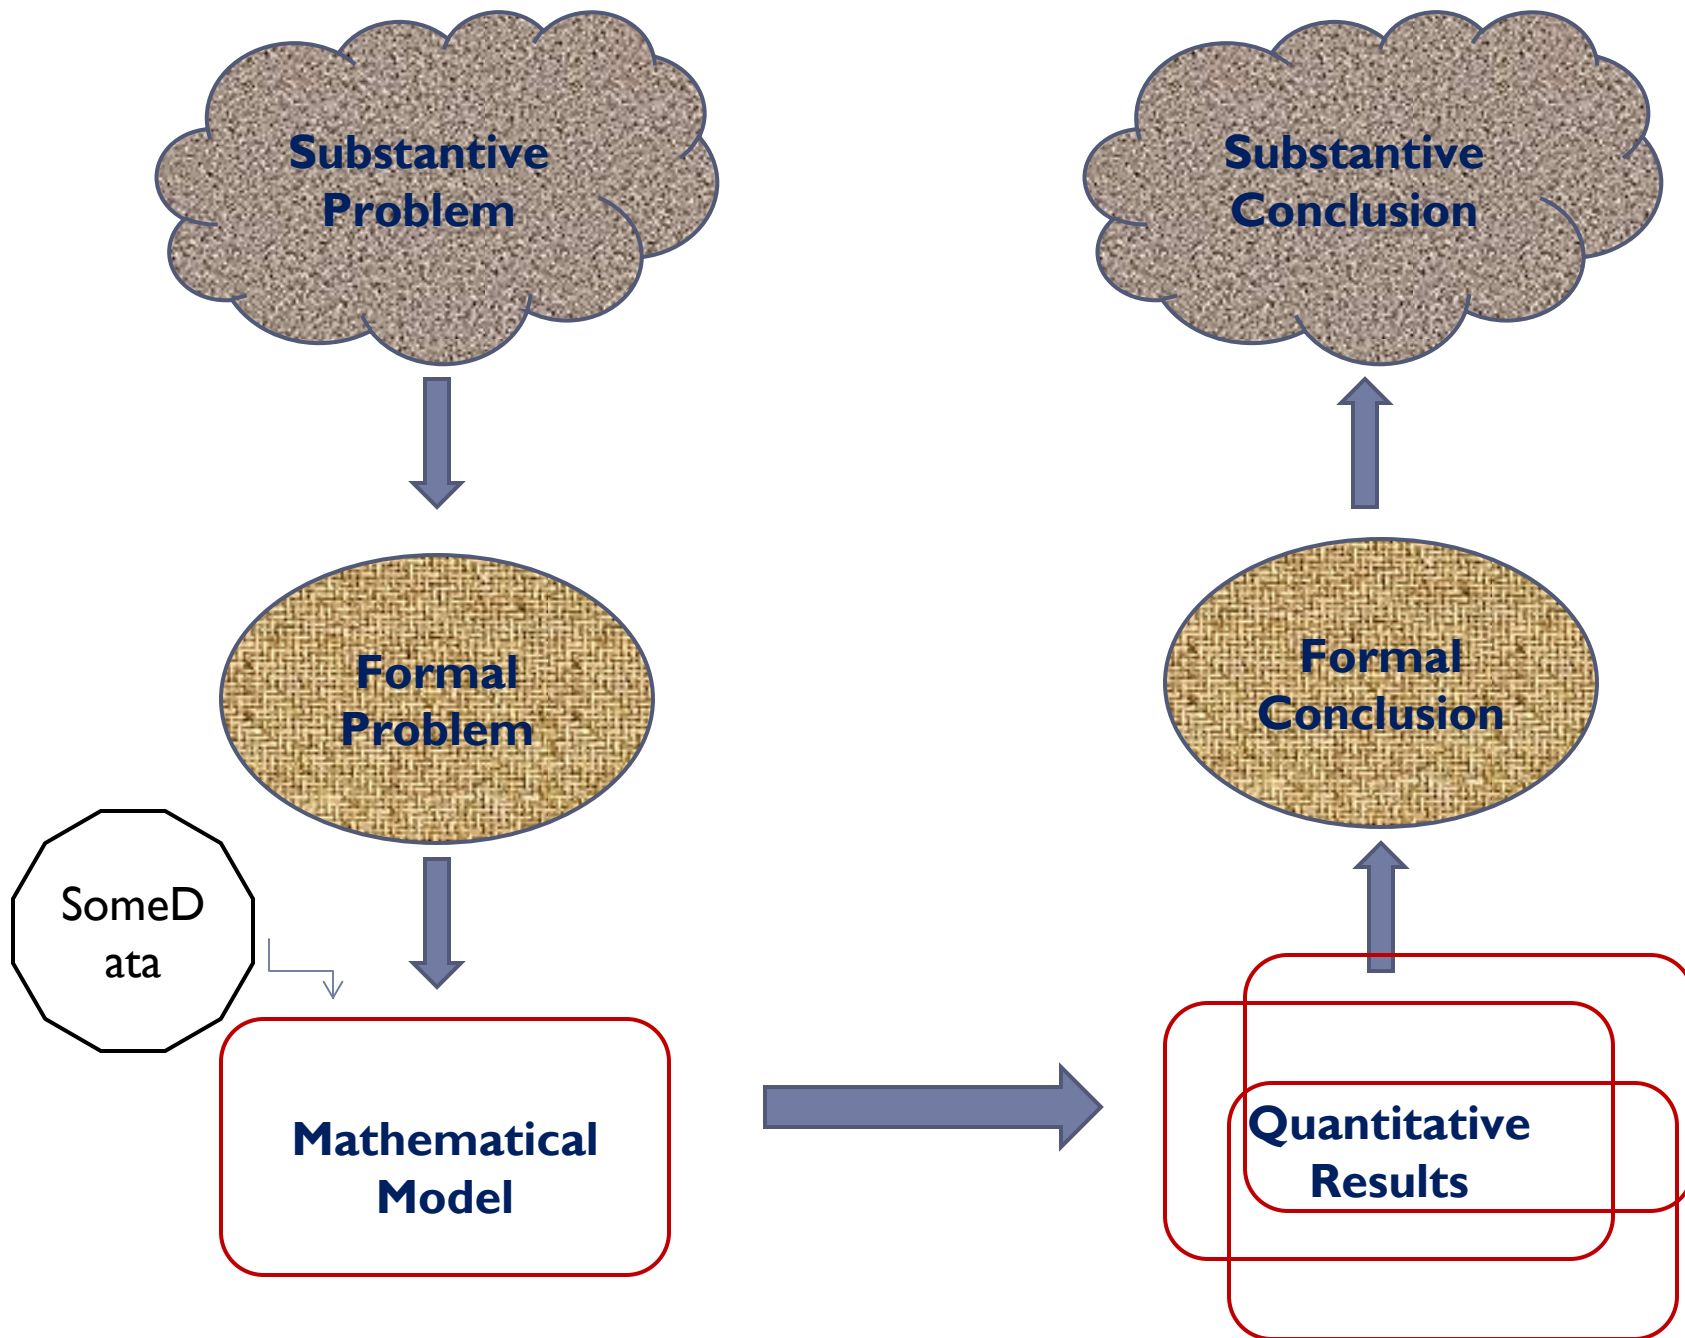 Substantive
Problem
Substantive
Conclusion
Formal
Problem
Formal
Conclusion
SomeD
ata
Mathematical
Model
Quantitative
Results